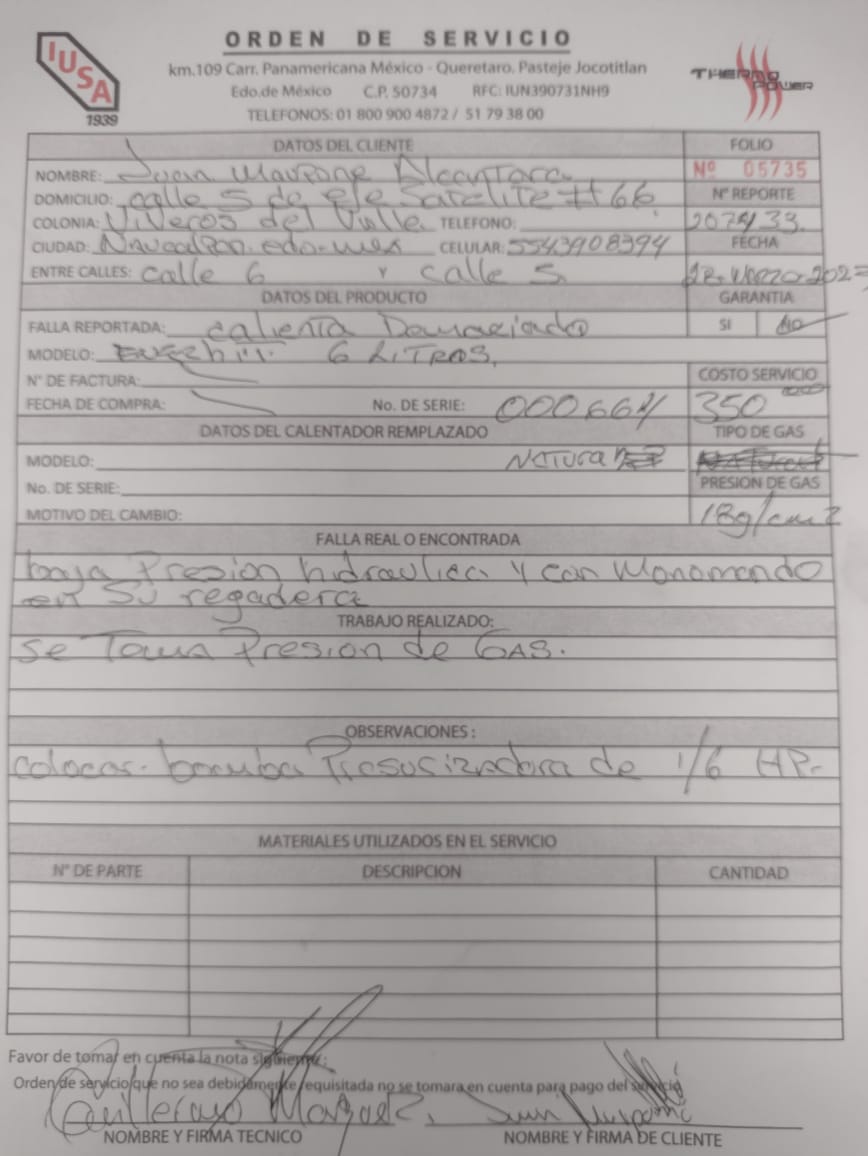 IUSA
1939
ORDEN DE SERVICIO
km.109 Carr. Panamericana México - Queretaro. Pasteje Jocotitlan
Edo.de México C.P. 50734 RFC: IUN390731NH9
TELEFONOS: 01 800 900 4872 / 51 79 38 00
THERMO POWER
DATOS DEL CLIENTE FOLIO
NOMBRE: Juan Alcantara Nº 05735
DOMICILIO: calle 5 de eje Satelite # 66 N° REPORTE
COLONIA: Viveros del Valle TELEFONO: 207433
CIUDAD: Naucalpan. edo-mex CELULAR: 5543908394 FECHA
ENTRE CALLES: calle 6 Y calle 5.
DATOS DEL PRODUCTO GARANTIA
FALLA REPORTADA: calienta Demaciado SI NO
MODELO: 6 LITROS.
N° DE FACTURA: COSTO SERVICIO
FECHA DE COMPRA: No. DE SERIE: 350
DATOS DEL CALENTADOR REMPLAZADO TIPO DE GAS
MODELO:
No. DE SERIE: PRESION DE GAS
MOTIVO DEL CAMBIO: 18g/cm2
FALLA REAL O ENCONTRADA
baja Presion hidraulica y con Monomando
en Su regadera
TRABAJO REALIZADO:
se Toma Presion de GAS.
OBSERVACIONES:
colocar bomba Presurizadora de 1/6 HP.
MATERIALES UTILIZADOS EN EL SERVICIO
N° DE PARTE DESCRIPCION CANTIDAD
Favor de tomar en cuenta la nota siguiente:
Orden de servicio que no sea debidamente requisitada no se tomara en cuenta para pago del servicio
Guillermo
NOMBRE Y FIRMA TECNICO NOMBRE Y FIRMA DE CLIENTE